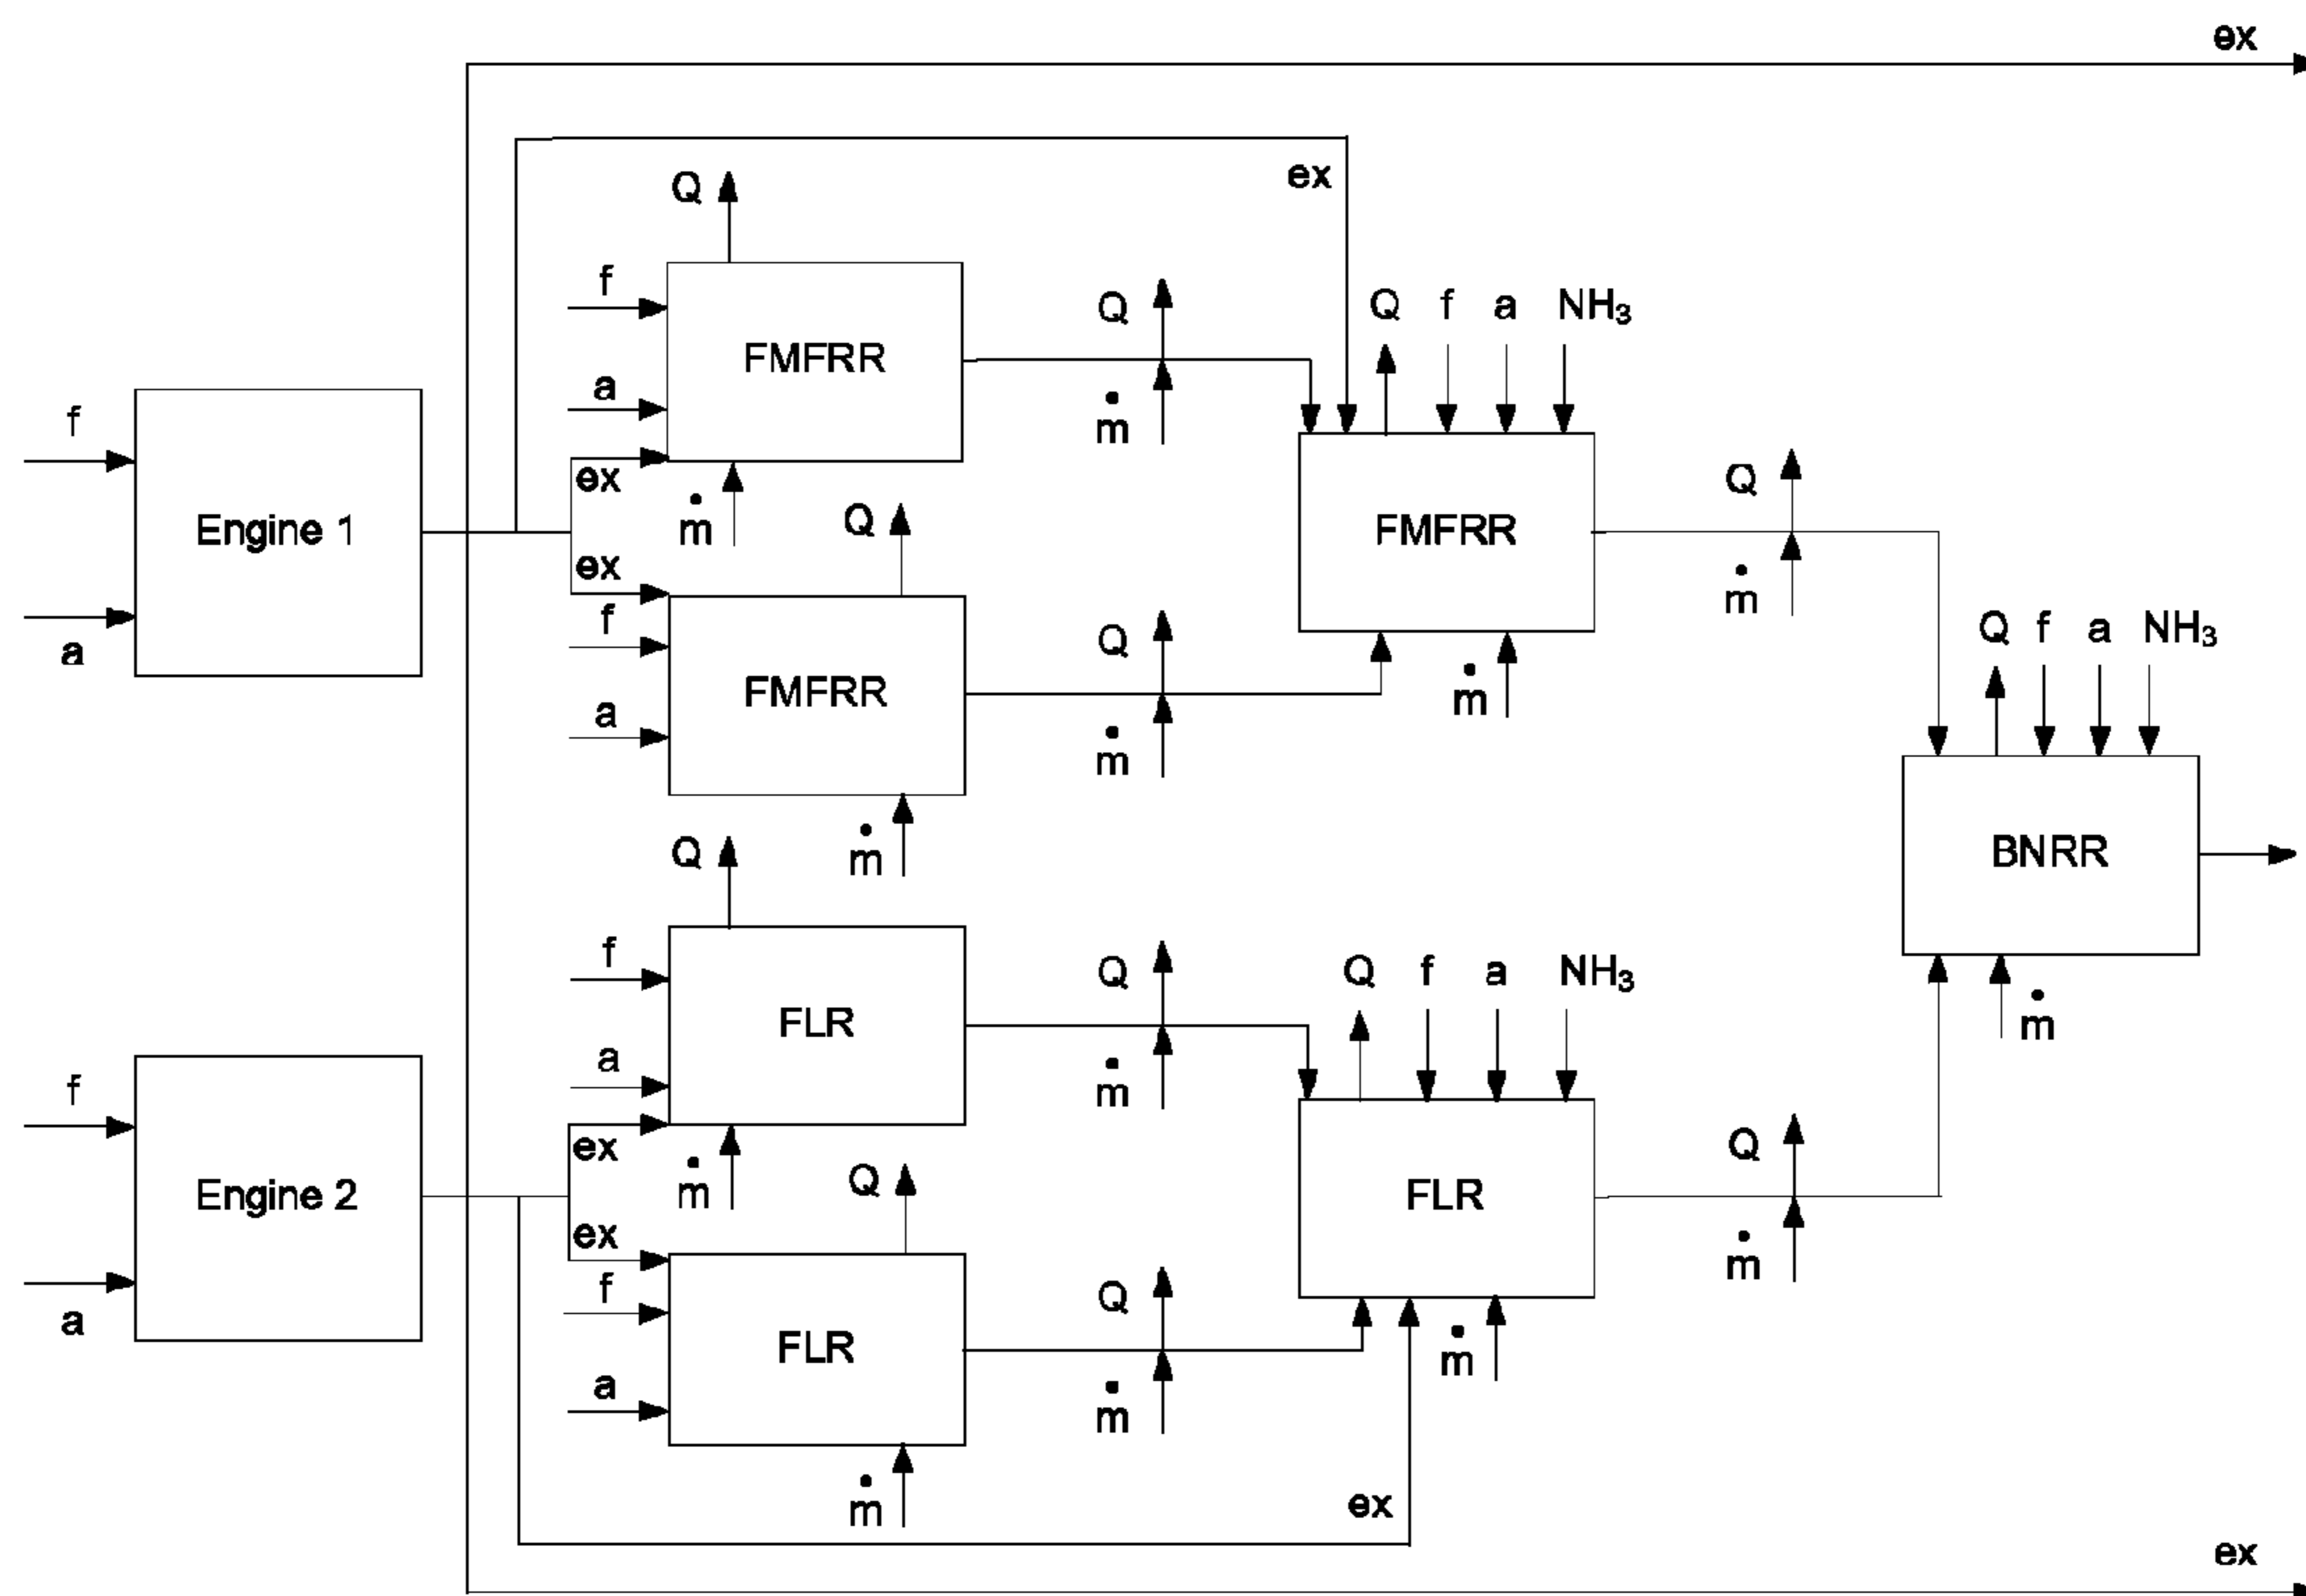 ex
ex
Q
f
FMFRR
a
ex
ṁ
Q
ṁ
Q f a NH₃
f
Engine 1
a
ex
f
FMFRR
a
Q
ṁ
Q
ṁ
FMFRR
ṁ
Q
ṁ
Q f a NH₃
BNRR
ṁ
Q
f
FLR
a
ex
ṁ
Q
ṁ
Q f a NH₃
f
Engine 2
a
ex
f
FLR
a
Q
ṁ
Q
ṁ
FLR
ṁ
Q
ṁ
ex
ex